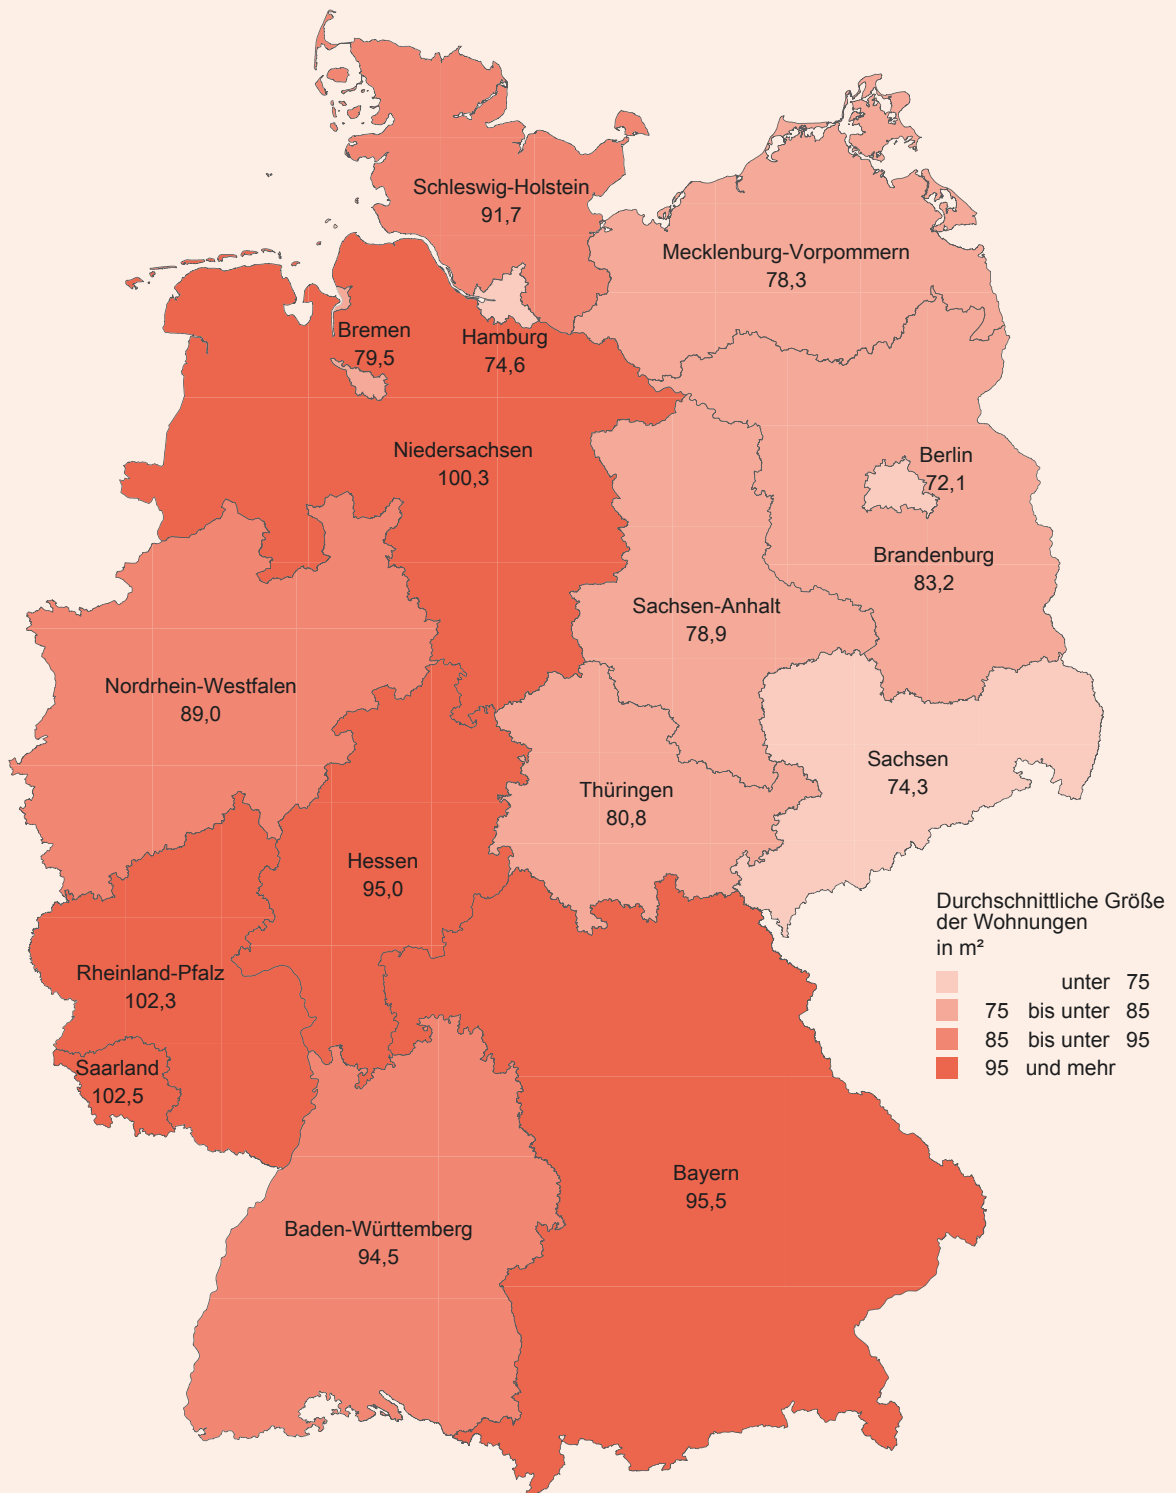 Schleswig-Holstein
91,7
Mecklenburg-Vorpommern
78,3
Bremen
79,5
Hamburg
74,6
Niedersachsen
100,3
Berlin
72,1
Brandenburg
83,2
Sachsen-Anhalt
78,9
Nordrhein-Westfalen
89,0
Sachsen
74,3
Thüringen
80,8
Hessen
95,0
Rheinland-Pfalz
102,3
Saarland
102,5
Bayern
95,5
Baden-Württemberg
94,5
Durchschnittliche Größe
der Wohnungen
in m²
unter 75
75 bis unter 85
85 bis unter 95
95 und mehr